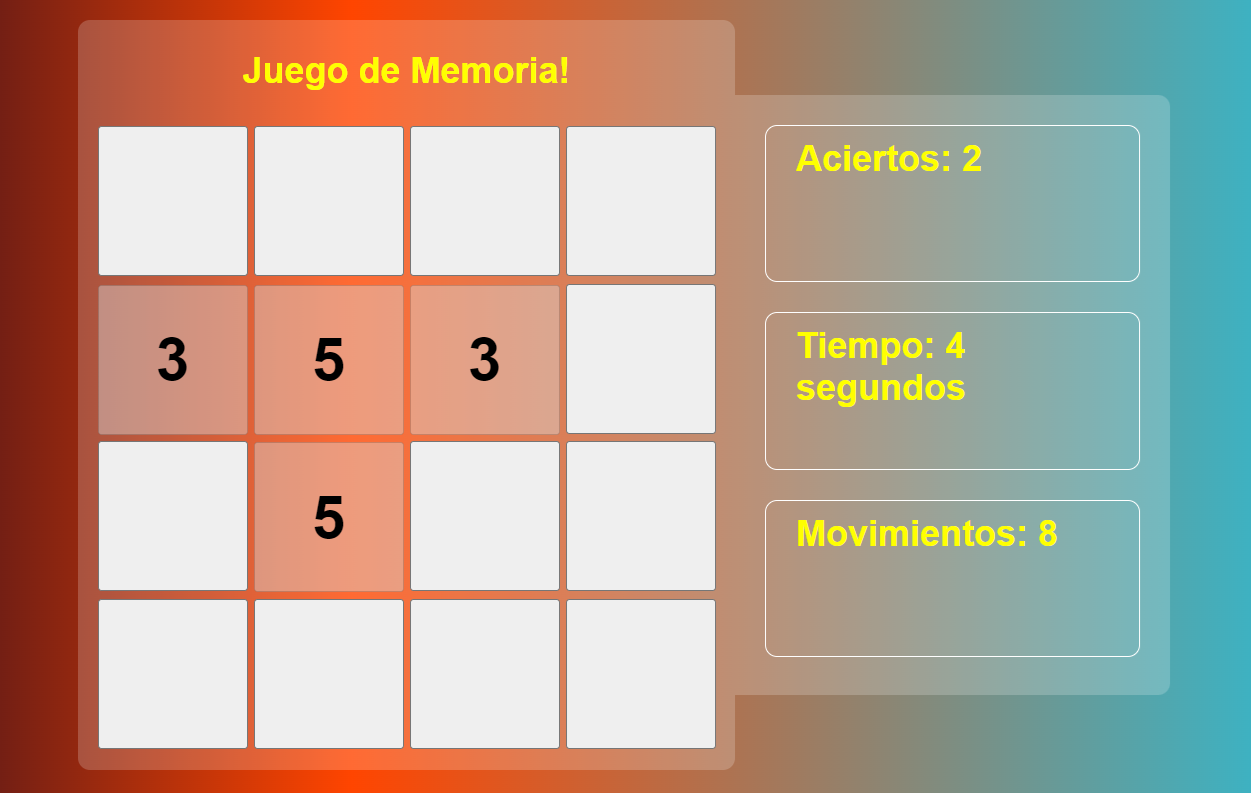 Juego de Memoria!
Aciertos: 2
3 5 3
Tiempo: 4
segundos
5
Movimientos: 8